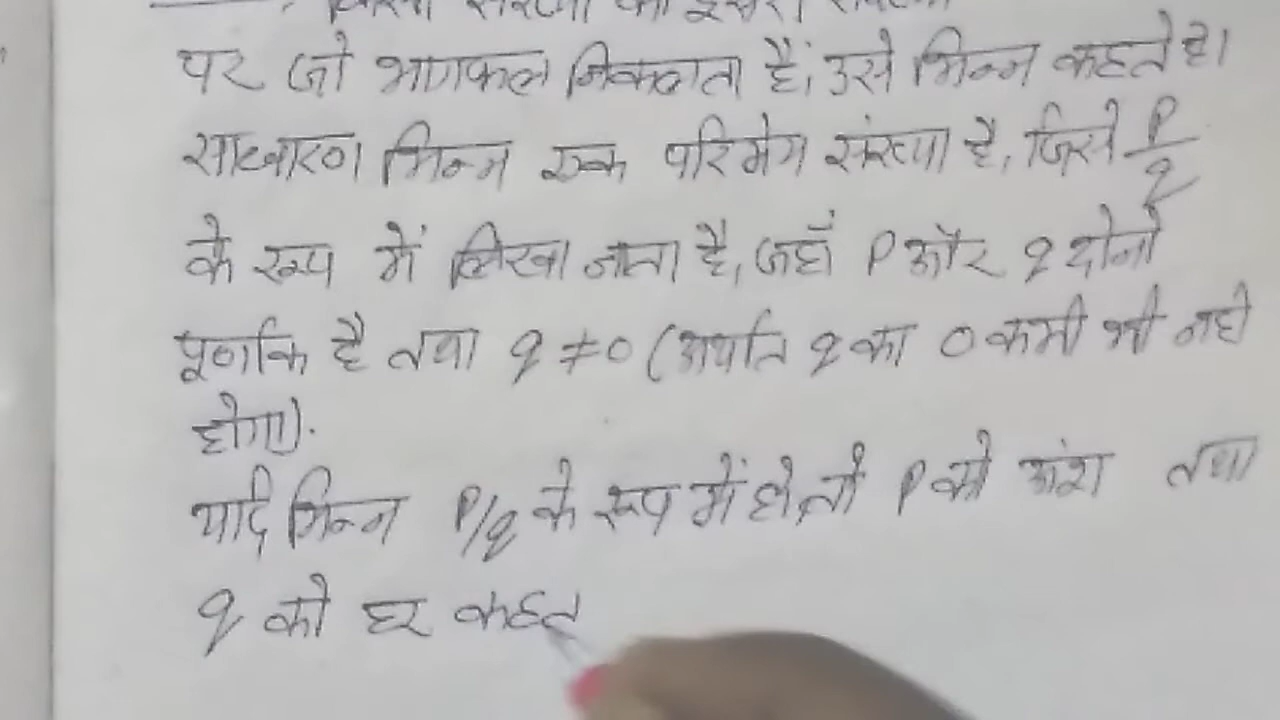 पर जो भागफल निकलता है, उसे भिन्न कहते है।
साधारण भिन्न एक परिमेय संख्या है, जिसे P/q
के रूप में लिखा जाता है, जहाँ P और q दोनो
पूर्णांक है तथा q ≠ 0 (अर्थात q का 0 कभी भी नही
होगा).
यदि भिन्न P/q के रूप में हो, तो P को अंश तथा
q को हर कहत